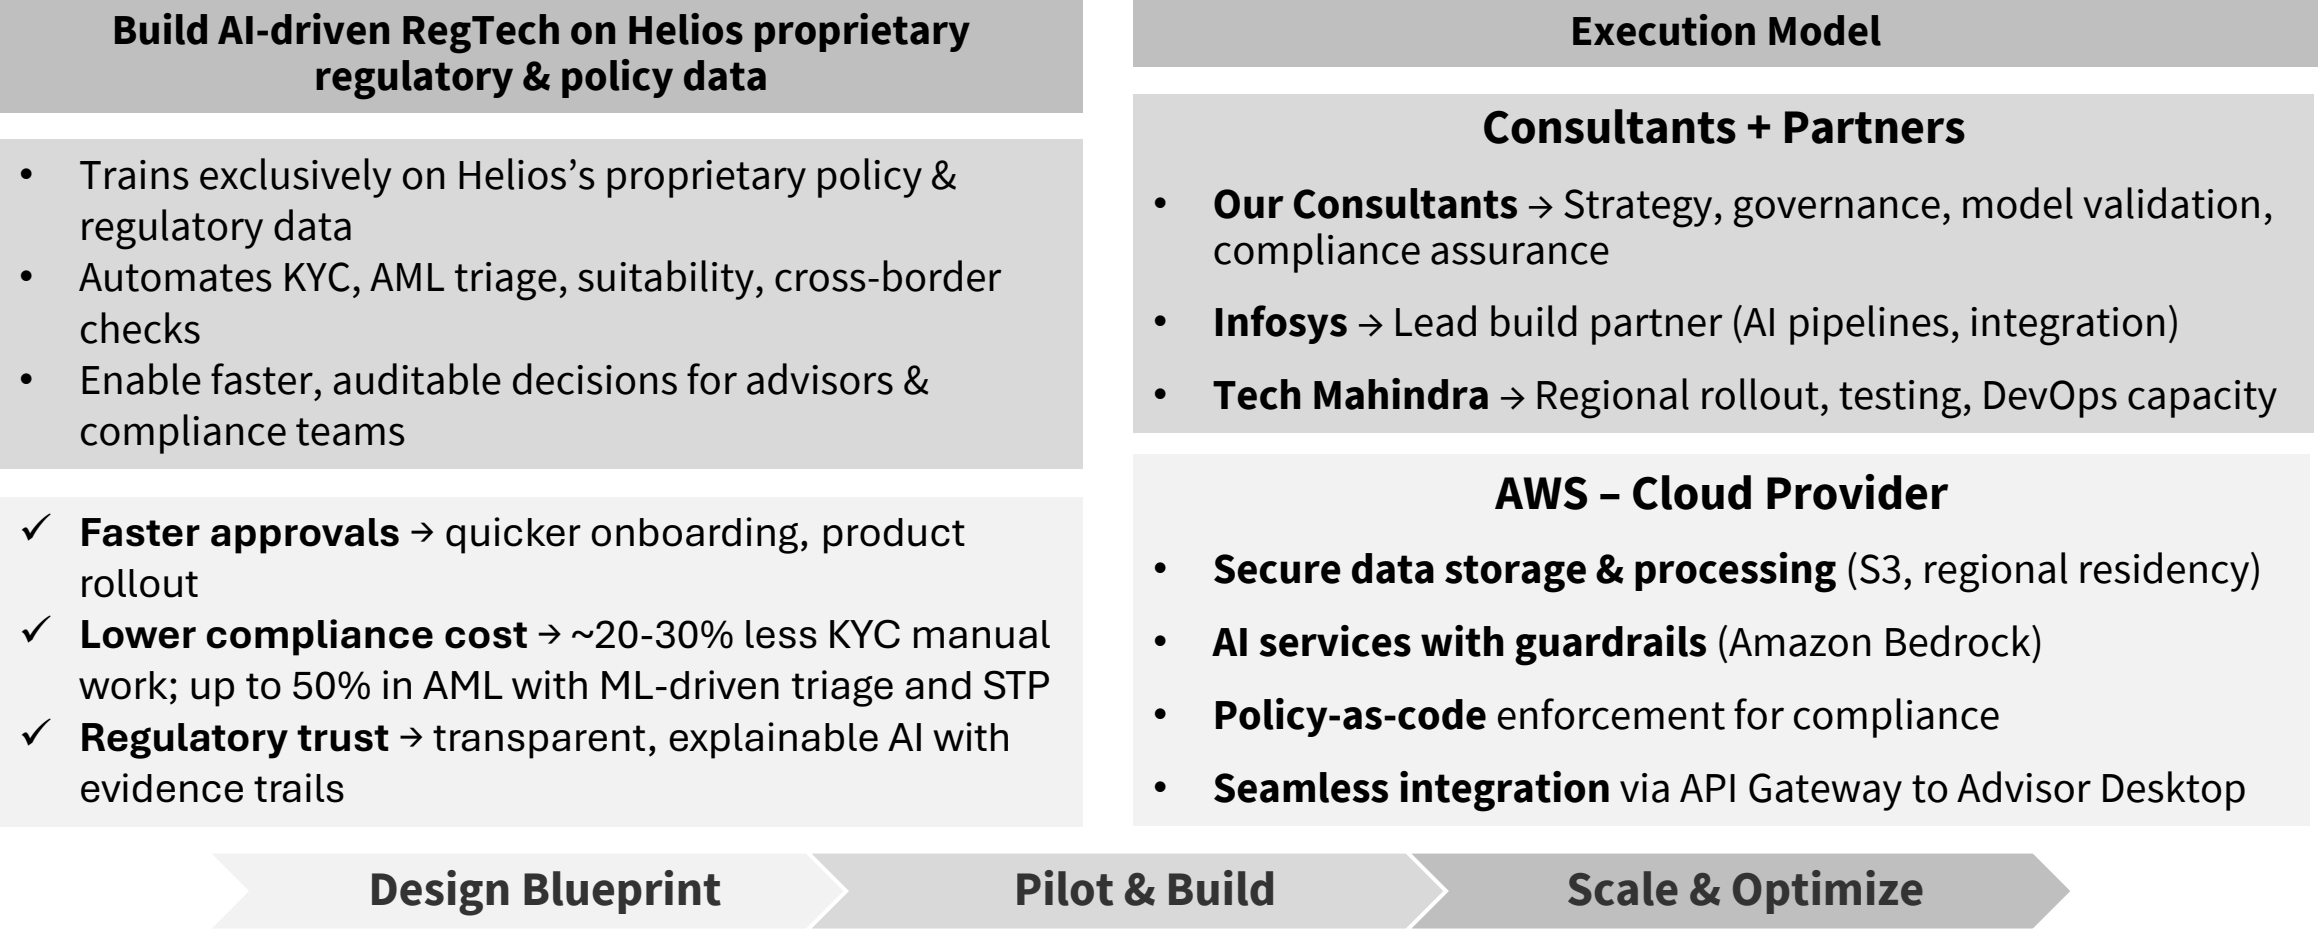 Build AI-driven RegTech on Helios proprietary
regulatory & policy data
• Trains exclusively on Helios’s proprietary policy &
regulatory data
• Automates KYC, AML triage, suitability, cross-border
checks
• Enable faster, auditable decisions for advisors &
compliance teams
✓ Faster approvals → quicker onboarding, product
rollout
✓ Lower compliance cost → ~20-30% less KYC manual
work; up to 50% in AML with ML-driven triage and STP
✓ Regulatory trust → transparent, explainable AI with
evidence trails
Execution Model
Consultants + Partners
• Our Consultants → Strategy, governance, model validation,
compliance assurance
• Infosys → Lead build partner (AI pipelines, integration)
• Tech Mahindra → Regional rollout, testing, DevOps capacity
AWS – Cloud Provider
• Secure data storage & processing (S3, regional residency)
• AI services with guardrails (Amazon Bedrock)
• Policy-as-code enforcement for compliance
• Seamless integration via API Gateway to Advisor Desktop
Design Blueprint
Pilot & Build
Scale & Optimize